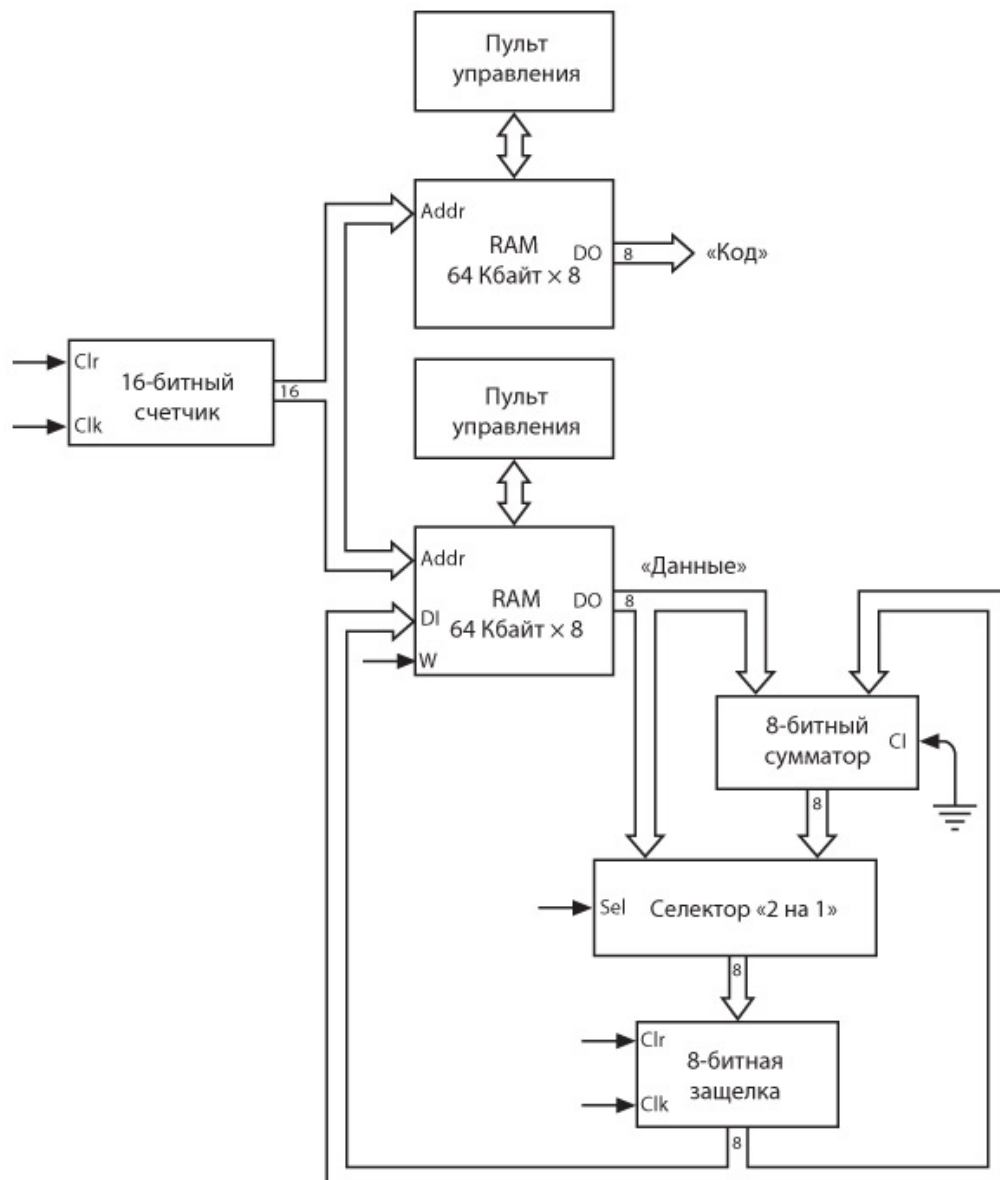 Пульт
управления
Addr
RAM
64 Кбайт × 8
DO
8
«Код»
Clr
Clk
16-битный
счетчик
16
Пульт
управления
Addr
DI
W
RAM
64 Кбайт × 8
DO
8
«Данные»
8-битный
сумматор
CI
8
Sel
Селектор «2 на 1»
8
Clr
Clk
8-битная
защелка
8